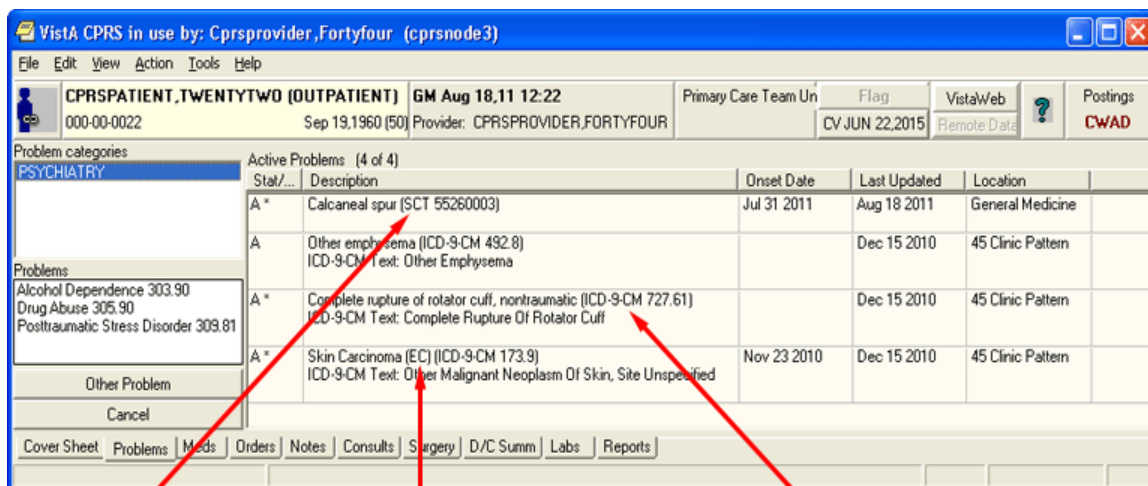 VistA CPRS in use by: Cprsprovider,Fortyfour (cprsnode3)
File Edit View Action Tools Help
CPRSPATIENT,TWENTYTWO (OUTPATIENT)
000-00-0022 Sep 19,1960 (50)
GM Aug 18,11 12:22
Provider: CPRSPROVIDER,FORTYFOUR
Primary Care Team Un
Flag
CV JUN 22,2015
VistaWeb
Remote Data
?
Postings
CWAD
Problem categories
PSYCHIATRY
Problems
Alcohol Dependence 303.90
Drug Abuse 305.90
Posttraumatic Stress Disorder 309.81
Other Problem
Cancel
Active Problems (4 of 4)
Stat/... Description Onset Date Last Updated Location
A * Calcaneal spur (SCT 55260003) Jul 31 2011 Aug 18 2011 General Medicine
A Other emphysema (ICD-9-CM 492.8) Dec 15 2010 45 Clinic Pattern
ICD-9-CM Text: Other Emphysema
A * Complete rupture of rotator cuff, nontraumatic (ICD-9-CM 727.61) Dec 15 2010 45 Clinic Pattern
ICD-9-CM Text: Complete Rupture Of Rotator Cuff
A * Skin Carcinoma (EC) (ICD-9-CM 173.9) Nov 23 2010 Dec 15 2010 45 Clinic Pattern
ICD-9-CM Text: Other Malignant Neoplasm Of Skin, Site Unspecified
Cover Sheet Problems Meds Orders Notes Consults Surgery D/C Summ Labs Reports